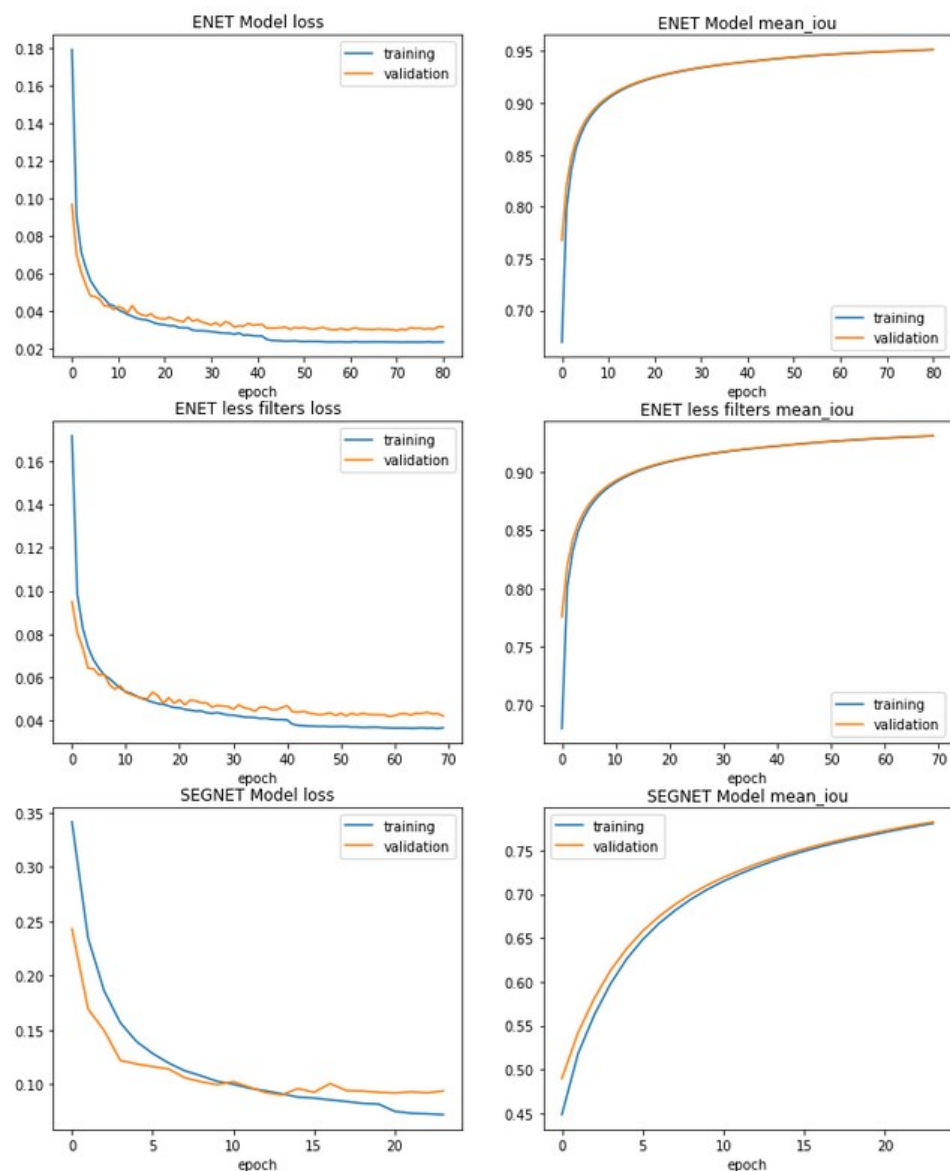 ENET Model loss
0.18
0.16
0.14
0.12
0.10
0.08
0.06
0.04
0.02
training
validation
0 10 20 30 40 50 60 70 80
epoch
ENET Model mean_iou
0.95
0.90
0.85
0.80
0.75
0.70
training
validation
0 10 20 30 40 50 60 70 80
epoch
ENET less filters loss
0.16
0.14
0.12
0.10
0.08
0.06
0.04
training
validation
0 10 20 30 40 50 60 70
epoch
ENET less filters mean_iou
0.90
0.85
0.80
0.75
0.70
training
validation
0 10 20 30 40 50 60 70
epoch
SEGNET Model loss
0.35
0.30
0.25
0.20
0.15
0.10
training
validation
0 5 10 15 20
epoch
SEGNET Model mean_iou
0.75
0.70
0.65
0.60
0.55
0.50
0.45
training
validation
0 5 10 15 20
epoch